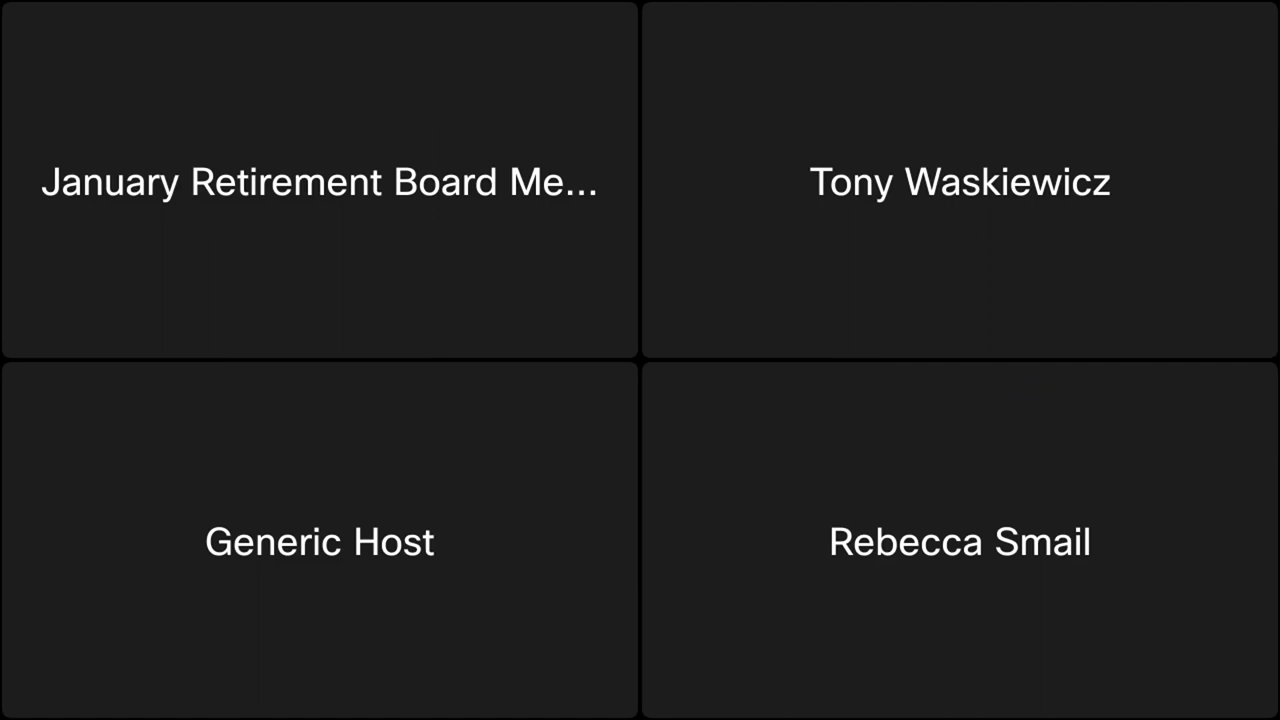 January Retirement Board Me...
Tony Waskiewicz
Generic Host
Rebecca Smail